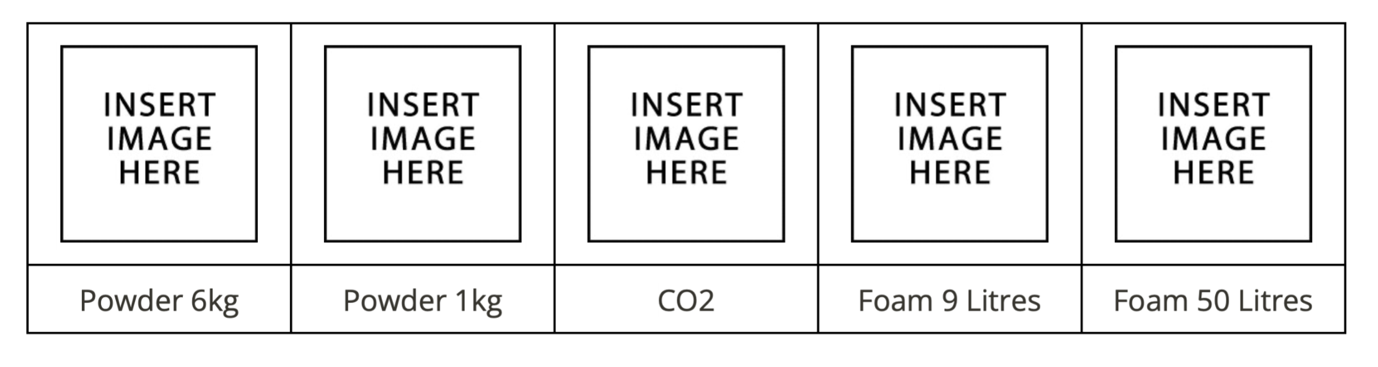 INSERT
IMAGE
HERE
INSERT
IMAGE
HERE
INSERT
IMAGE
HERE
INSERT
IMAGE
HERE
INSERT
IMAGE
HERE
Powder 6kg
Powder 1kg
CO2
Foam 9 Litres
Foam 50 Litres